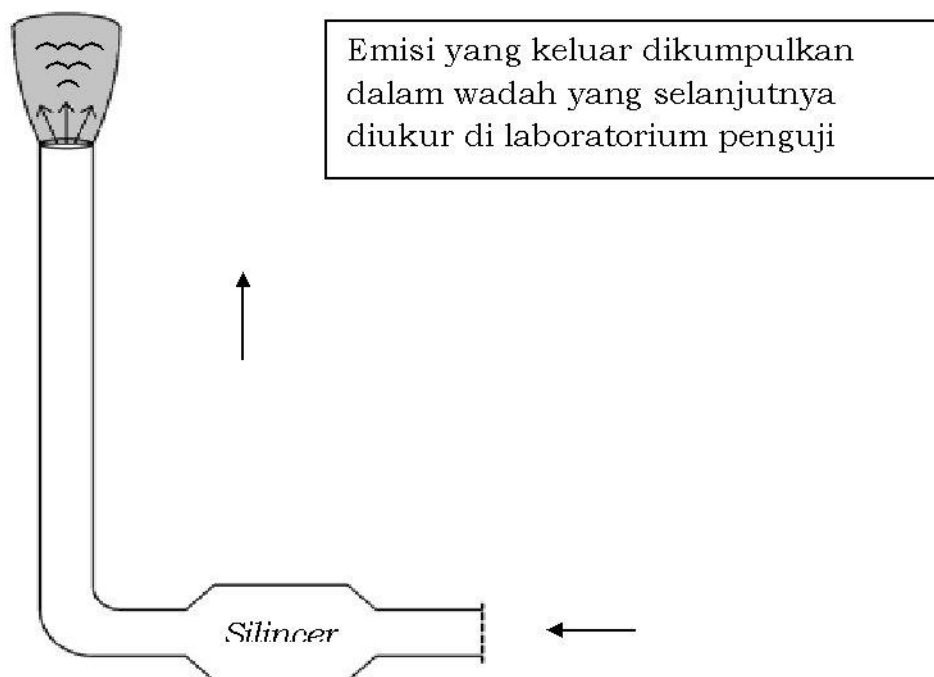 Emisi yang keluar dikumpulkan
dalam wadah yang selanjutnya
diukur di laboratorium penguji
Silincer